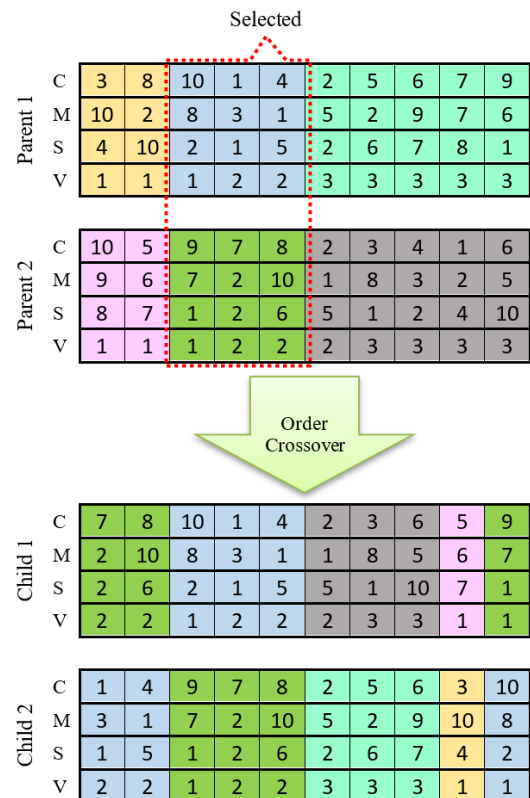 Selected
Parent 1
C 3 8 10 1 4 2 5 6 7 9
M 10 2 8 3 1 5 2 9 7 6
S 4 10 2 1 5 2 6 7 8 1
V 1 1 1 2 2 3 3 3 3 3
Parent 2
C 10 5 9 7 8 2 3 4 1 6
M 9 6 7 2 10 1 8 3 2 5
S 8 7 1 2 6 5 1 2 4 10
V 1 1 1 2 2 2 3 3 3 3
Order
Crossover
Child 1
C 7 8 10 1 4 2 3 6 5 9
M 2 10 8 3 1 1 8 5 6 7
S 2 6 2 1 5 5 1 10 7 1
V 2 2 1 2 2 2 3 3 1 1
Child 2
C 1 4 9 7 8 2 5 6 3 10
M 3 1 7 2 10 5 2 9 10 8
S 1 5 1 2 6 2 6 7 4 2
V 2 2 1 2 2 3 3 3 1 1